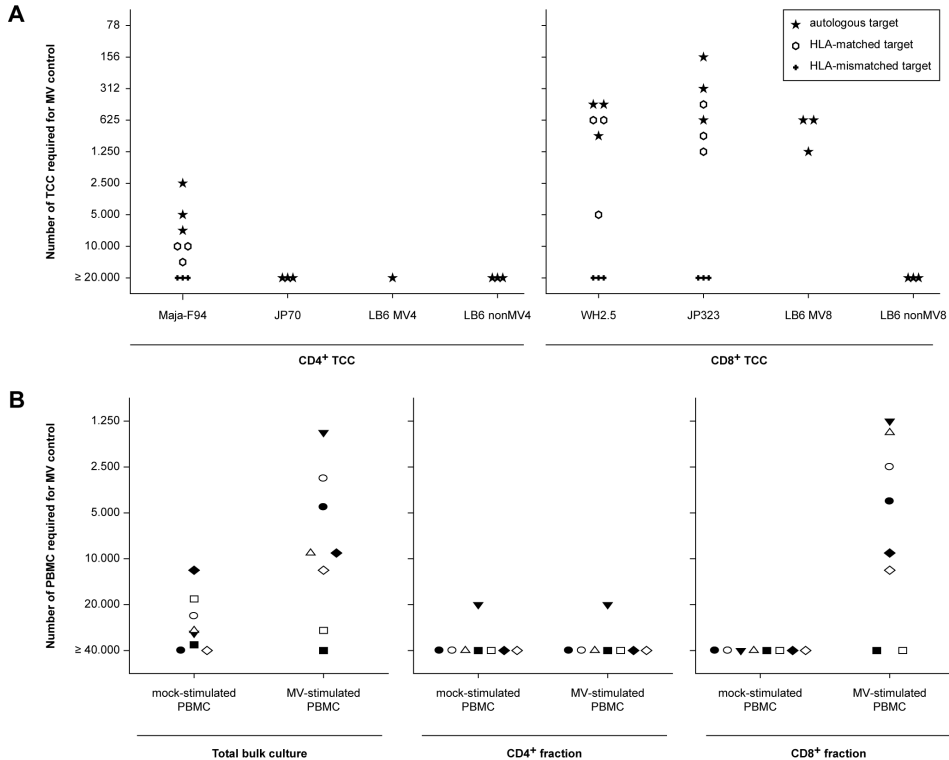 A
Number of TCC required for MV control
78
156
312
625
1.250
2.500
5.000
10.000
≥ 20.000
autologous target
HLA-matched target
HLA-mismatched target
Maja-F94
JP70
LB6 MV4
LB6 nonMV4
WH2.5
JP323
LB6 MV8
LB6 nonMV8
CD4+ TCC
CD8+ TCC
B
Number of PBMC required for MV control
1.250
2.500
5.000
10.000
20.000
≥ 40.000
mock-stimulated
PBMC
MV-stimulated
PBMC
mock-stimulated
PBMC
MV-stimulated
PBMC
mock-stimulated
PBMC
MV-stimulated
PBMC
Total bulk culture
CD4+ fraction
CD8+ fraction